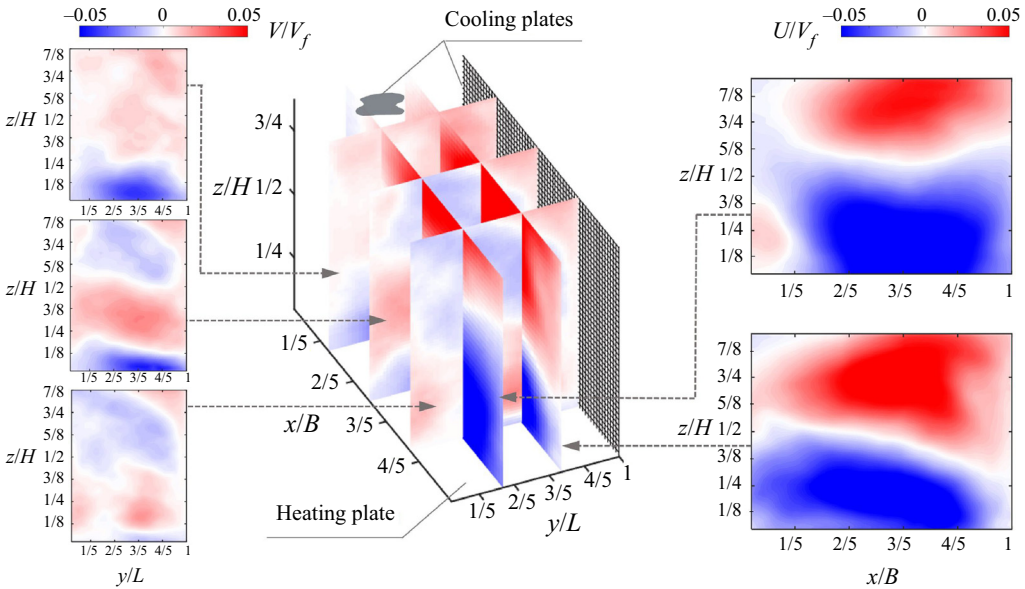 −0.05 0 0.05
V/V_f
Cooling plates
−0.05 0 0.05
U/V_f
7/8
3/4
5/8
z/H 1/2
3/8
1/4
1/8
1/5 2/5 3/5 4/5 1
7/8
3/4
5/8
z/H 1/2
3/8
1/4
1/8
1/5 2/5 3/5 4/5 1
7/8
3/4
5/8
z/H 1/2
3/8
1/4
1/8
1/5 2/5 3/5 4/5 1
y/L
3/4
z/H 1/2
1/4
1/5
2/5
x/B 3/5
4/5
1/5 2/5 3/5 4/5 1
y/L
Heating plate
7/8
3/4
5/8
z/H 1/2
3/8
1/4
1/8
1/5 2/5 3/5 4/5 1
7/8
3/4
5/8
z/H 1/2
3/8
1/4
1/8
1/5 2/5 3/5 4/5 1
x/B